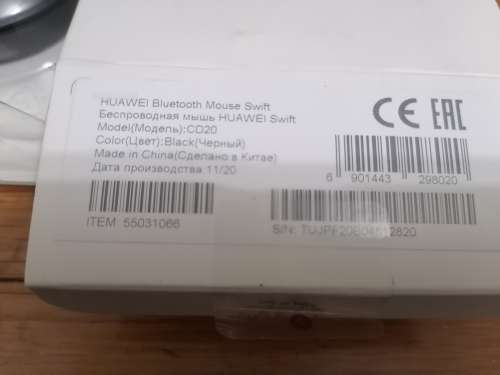 HUAWEI Bluetooth Mouse Swift
Беспроводная мышь HUAWEI Swift
Model(Модель):CD20
Color(Цвет):Black(Черный)
Made in China(Сделано в Китае)
Дата производства:11/20
CE EAC
6 901443 298020
ITEM: 55031066
S/N: